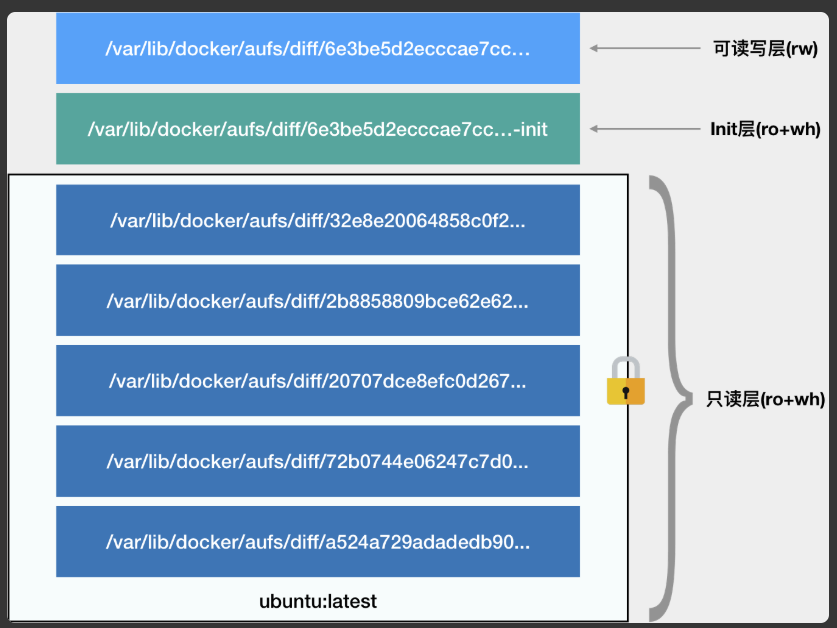 /var/lib/docker/aufs/diff/6e3be5d2ecccae7cc...
可读写层(rw)
/var/lib/docker/aufs/diff/6e3be5d2ecccae7cc...-init
Init层(ro+wh)
/var/lib/docker/aufs/diff/32e8e20064858c0f2...
/var/lib/docker/aufs/diff/2b8858809bce62e62...
/var/lib/docker/aufs/diff/20707dce8efc0d267...
只读层(ro+wh)
/var/lib/docker/aufs/diff/72b0744e06247c7d0...
/var/lib/docker/aufs/diff/a524a729adadedb90...
ubuntu:latest